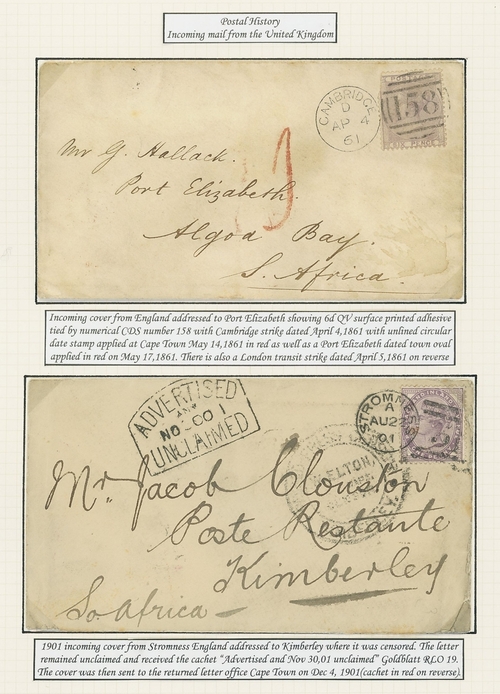 Postal History
Incoming mail from the United Kingdom
CAMBRIDGE
D
AP 4
61
158
SIX PENCE
Mr G. Hallack.
Port Elizabeth.
Algoa Bay.
S. Africa.
Incoming cover from England addressed to Port Elizabeth showing 6d QV surface printed adhesive
tied by numerical CDS number 158 with Cambridge strike dated April 4,1861 with unlined circular
date stamp applied at Cape Town May 14,1861 in red as well as a Port Elizabeth dated town oval
applied in red on May 17,1861. There is also a London transit strike dated April 5,1861 on reverse
ADVERTISED
AND
NO- 001
UNCLAIMED
STROMNESS
A
AU22
01
Mr. Jacob Clouston
Poste Restante
Kimberley
So. Africa
1901 incoming cover from Stromness England addressed to Kimberley where it was censored. The letter
remained unclaimed and received the cachet "Advertised and Nov 30,01 unclaimed" Goldblatt RLO 19.
The cover was then sent to the returned letter office Cape Town on Dec 4, 1901(cachet in red on reverse).